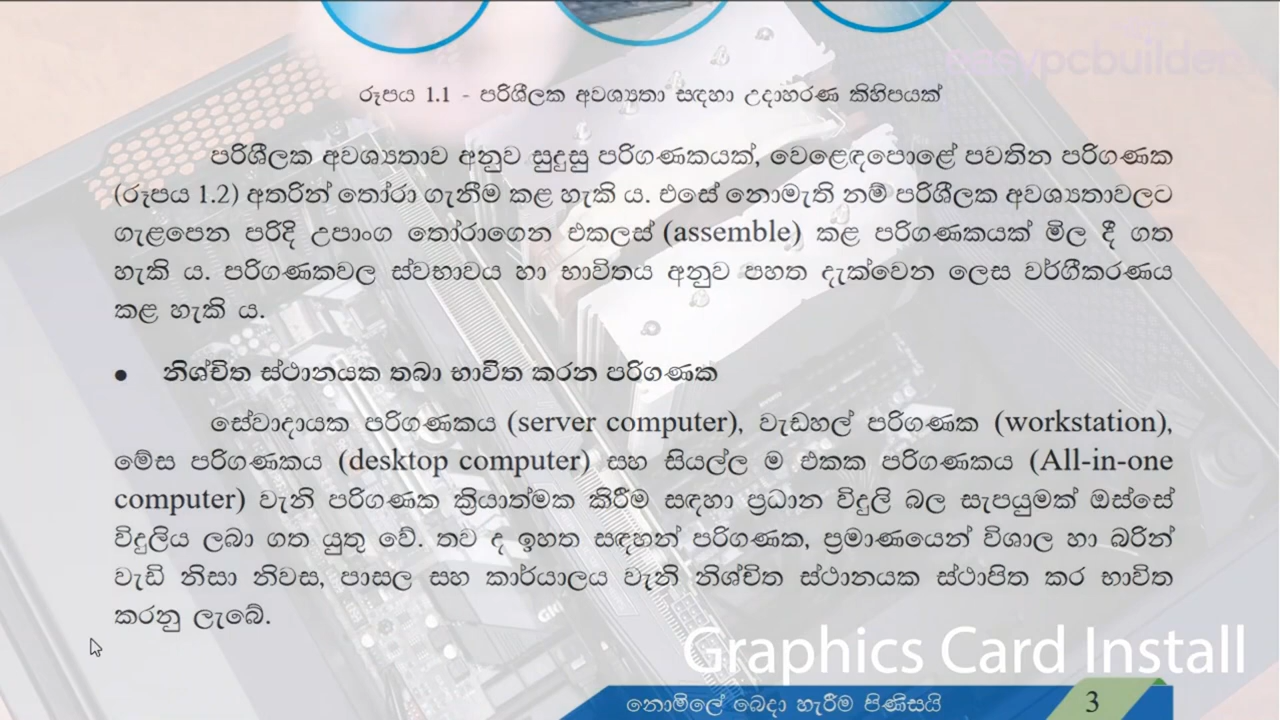 easypcbuilder
රූපය 1.1 - පරිශීලක අවශ්‍යතා සඳහා උදාහරණ කිහිපයක්
පරිශීලක අවශ්‍යතාව අනුව සුදුසු පරිගණකයක්, වෙළෙඳපොළේ පවතින පරිගණක
(රූපය 1.2) අතරින් තෝරා ගැනීම කළ හැකි ය. එසේ නොමැති නම් පරිශීලක අවශ්‍යතාවලට
ගැළපෙන පරිදි උපාංග තෝරාගෙන එකලස් (assemble) කළ පරිගණකයක් මිල දී ගත
හැකි ය. පරිගණකවල ස්වභාවය හා භාවිතය අනුව පහත දැක්වෙන ලෙස වර්ගීකරණය
කළ හැකි ය.
• නිශ්චිත ස්ථානයක තබා භාවිත කරන පරිගණක
සේවාදායක පරිගණකය (server computer), වැඩහල් පරිගණක (workstation),
මේස පරිගණකය (desktop computer) සහ සියල්ල ම එකක පරිගණකය (All-in-one
computer) වැනි පරිගණක ක්‍රියාත්මක කිරීම සඳහා ප්‍රධාන විදුලි බල සැපයුමක් ඔස්සේ
විදුලිය ලබා ගත යුතු වේ. තව ද ඉහත සඳහන් පරිගණක, ප්‍රමාණයෙන් විශාල හා බරින්
වැඩි නිසා නිවස, පාසල සහ කාර්යාලය වැනි නිශ්චිත ස්ථානයක ස්ථාපිත කර භාවිත
කරනු ලැබේ.
Graphics Card Install
නොමිලේ බෙදා හැරීම පිණිසයි 3